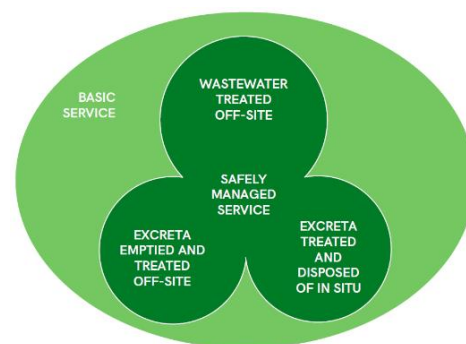 BASIC
SERVICE
WASTEWATER
TREATED
OFF-SITE
SAFELY
MANAGED
SERVICE
EXCRETA
EMPTIED AND
TREATED
OFF-SITE
EXCRETA
TREATED
AND
DISPOSED
OF IN SITU